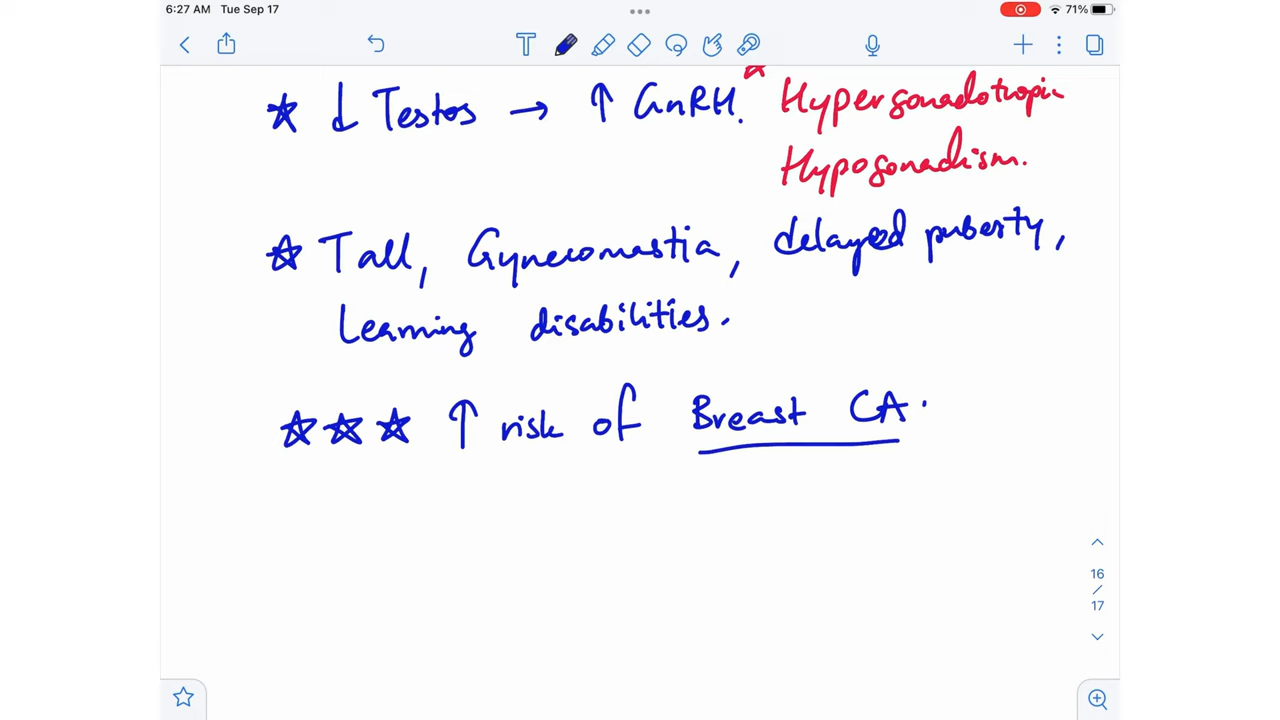 6:27 AM Tue Sep 17
71%
T
☆ ↓ Testos → ↑ GnRH. ☆ Hypergonadotropic
Hypogonadism.
☆ Tall, Gynecomastia, delayed puberty,
Learning disabilities.
☆☆☆ ↑ risk of Breast CA.
16
/
17